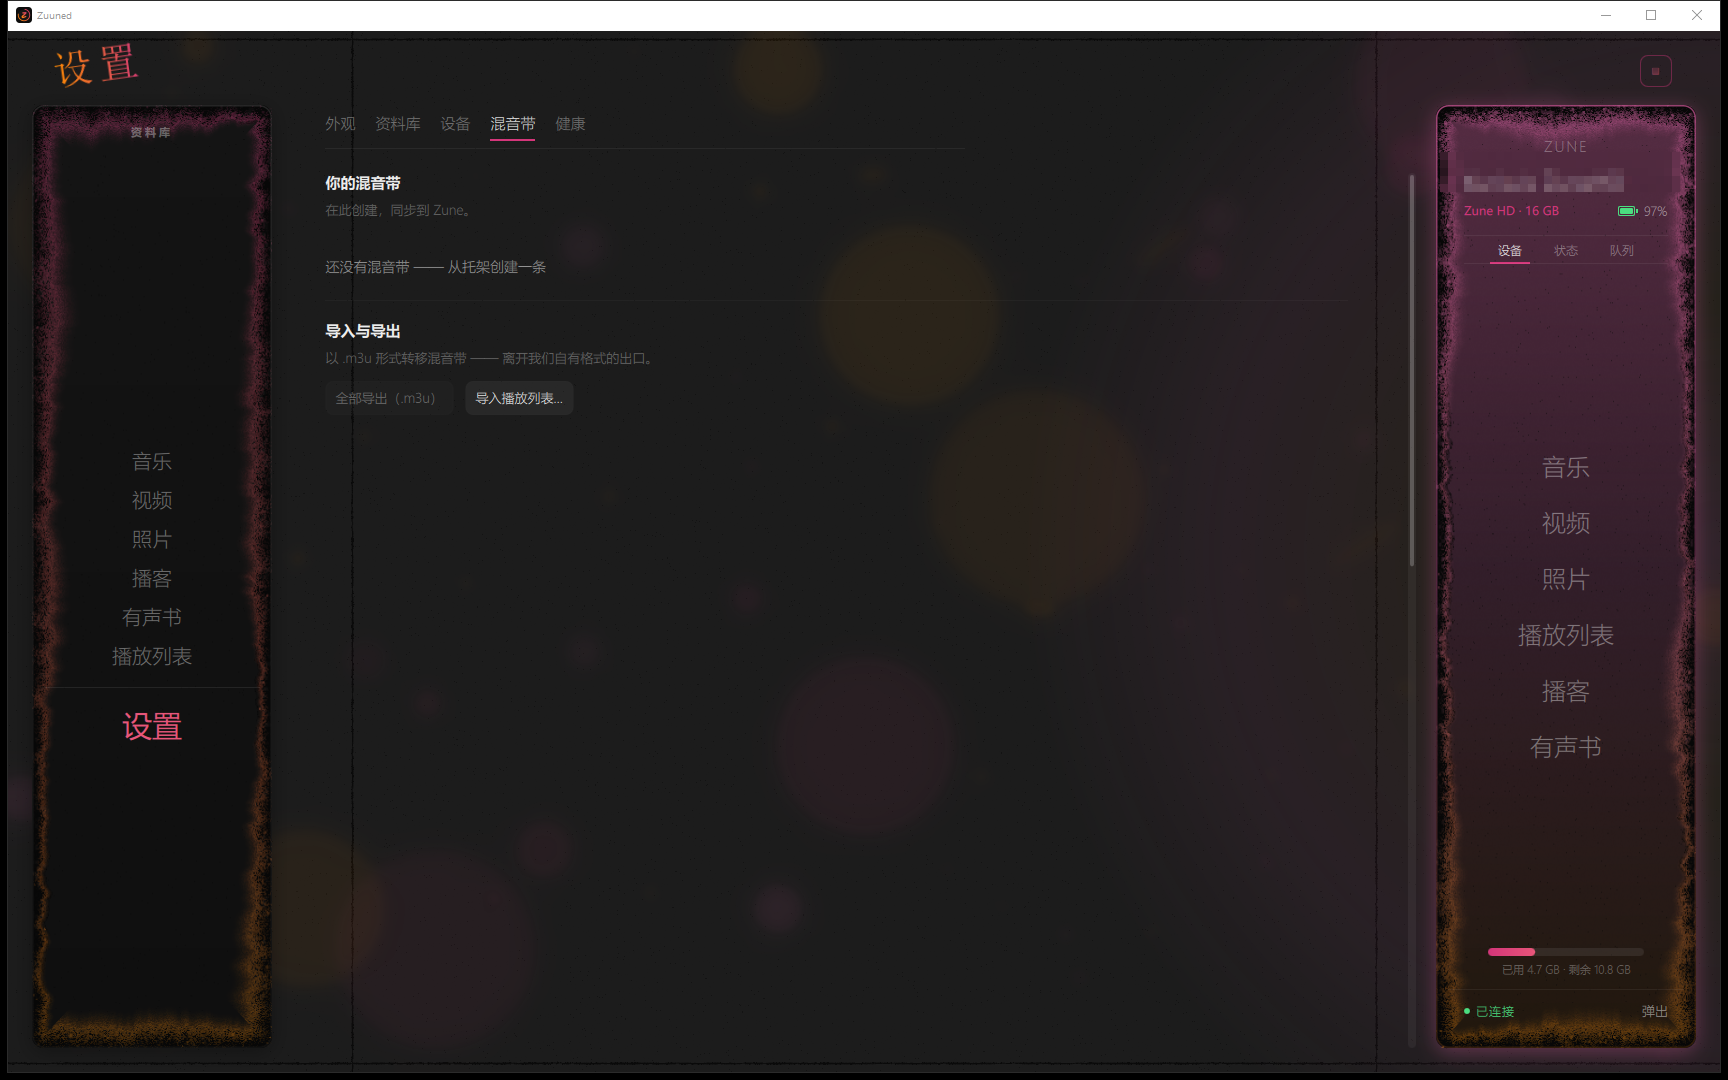 Zuuned
设置
资料库
音乐
视频
照片
播客
有声书
播放列表
设置
外观 资料库 设备 混音带 健康
你的混音带
在此创建，同步到 Zune。
还没有混音带 —— 从托架创建一条
导入与导出
以 .m3u 形式转移混音带 —— 离开我们自有格式的出口。
全部导出（.m3u） 导入播放列表...
ZUNE
Zune HD · 16 GB 97%
设备 状态 队列
音乐
视频
照片
播放列表
播客
有声书
已用 4.7 GB · 剩余 10.8 GB
已连接 弹出